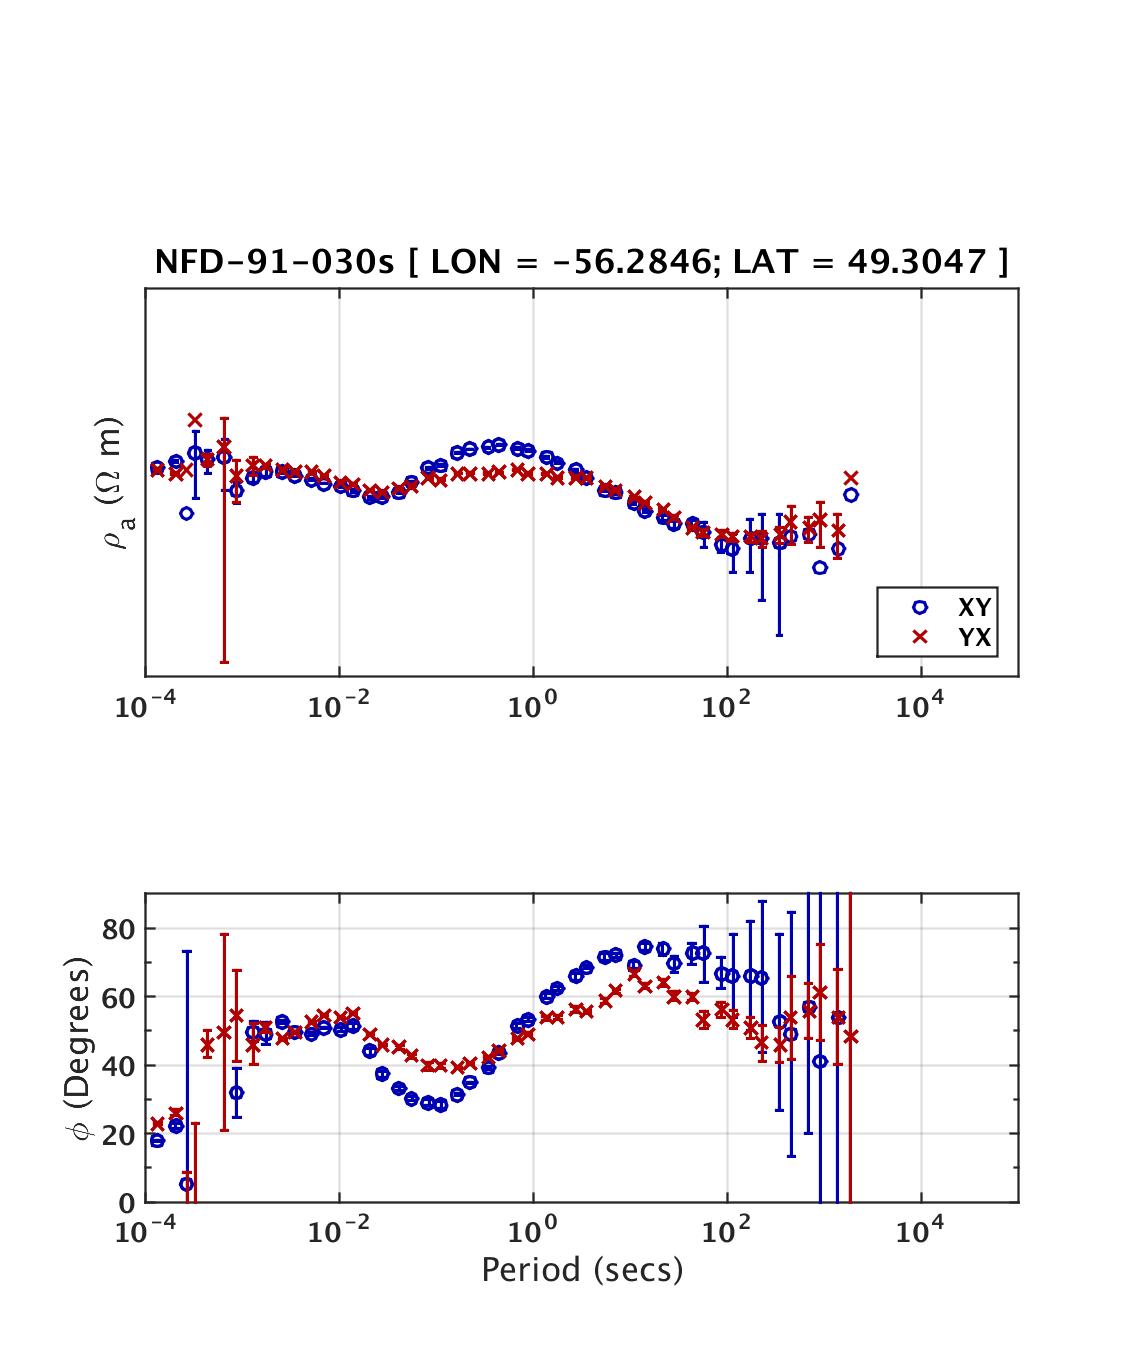 NFD-91-030s [ LON = -56.2846; LAT = 49.3047 ]
ρa (Ω m)
XY
YX
10^-4 10^-2 10^0 10^2 10^4
80
60
40
20
0
ϕ (Degrees)
10^-4 10^-2 10^0 10^2 10^4
Period (secs)